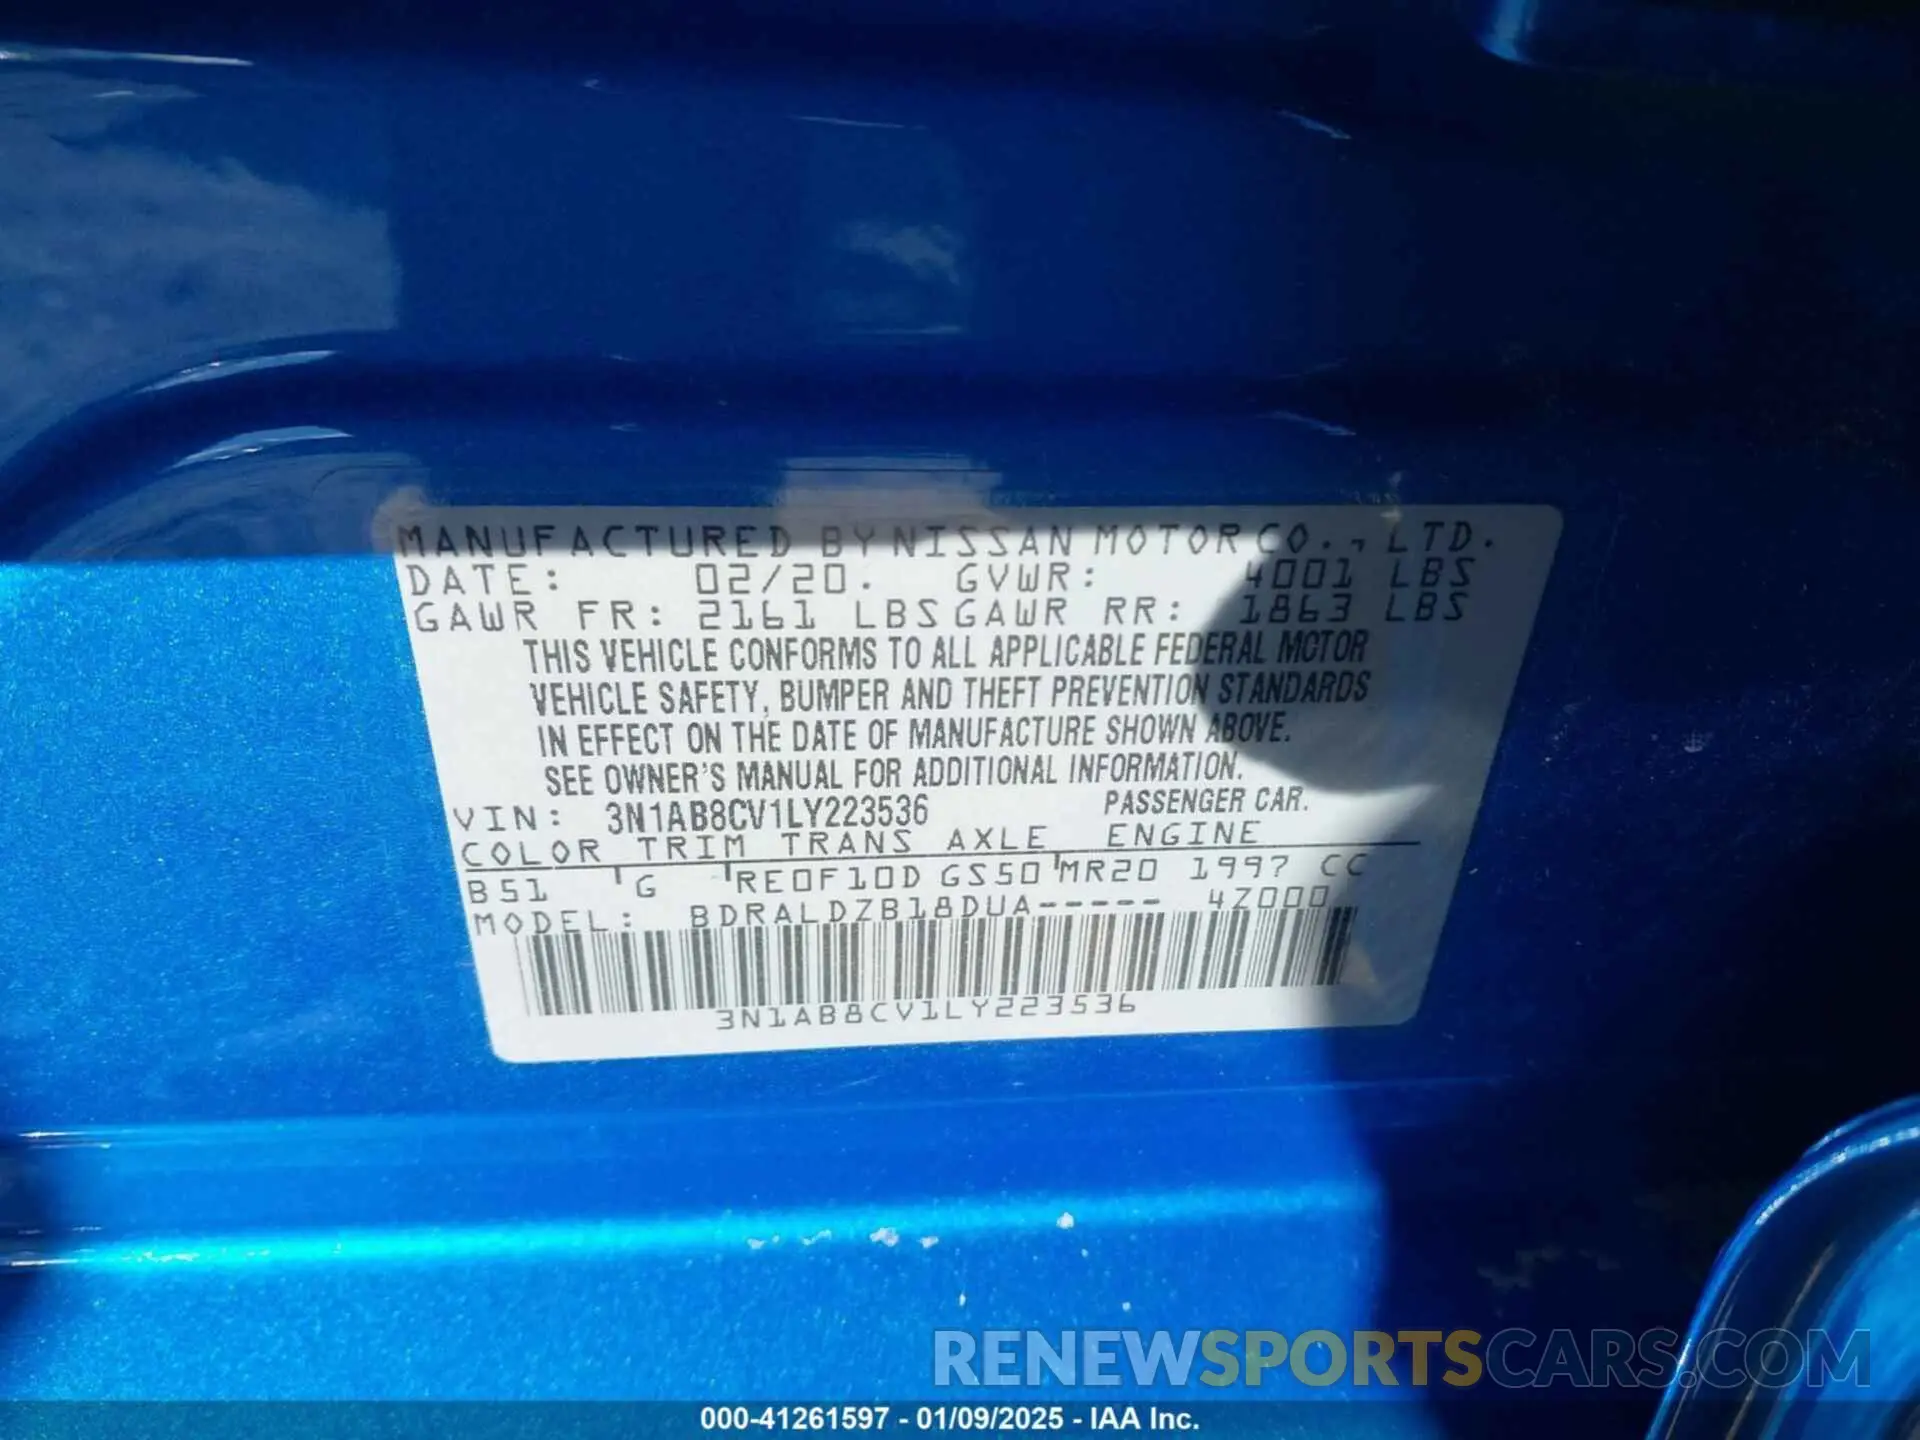 MANUFACTURED BY NISSAN MOTOR CO., LTD.
DATE: 02/20. GVWR: 4001 LBS
GAWR FR: 2161 LBS GAWR RR: 1863 LBS
THIS VEHICLE CONFORMS TO ALL APPLICABLE FEDERAL MOTOR
VEHICLE SAFETY, BUMPER AND THEFT PREVENTION STANDARDS
IN EFFECT ON THE DATE OF MANUFACTURE SHOWN ABOVE.
SEE OWNER'S MANUAL FOR ADDITIONAL INFORMATION.
VIN: 3N1AB8CV1LY223536 PASSENGER CAR.
COLOR TRIM TRANS AXLE ENGINE
B51 G RE0F10D GS50 MR20 1997 CC
MODEL: BDRALDZB18DUA----- 4Z000
3N1AB8CV1LY223536
RENEWSPORTSCARS.COM
000-41261597 - 01/09/2025 - IAA Inc.